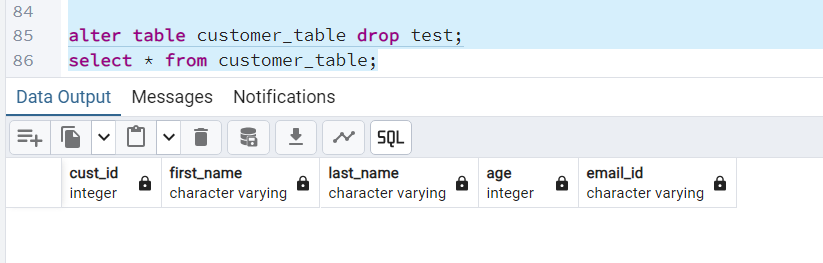 84
85 alter table customer_table drop test;
86 select * from customer_table;
Data Output Messages Notifications
SQL
cust_id first_name last_name age email_id
integer character varying character varying integer character varying